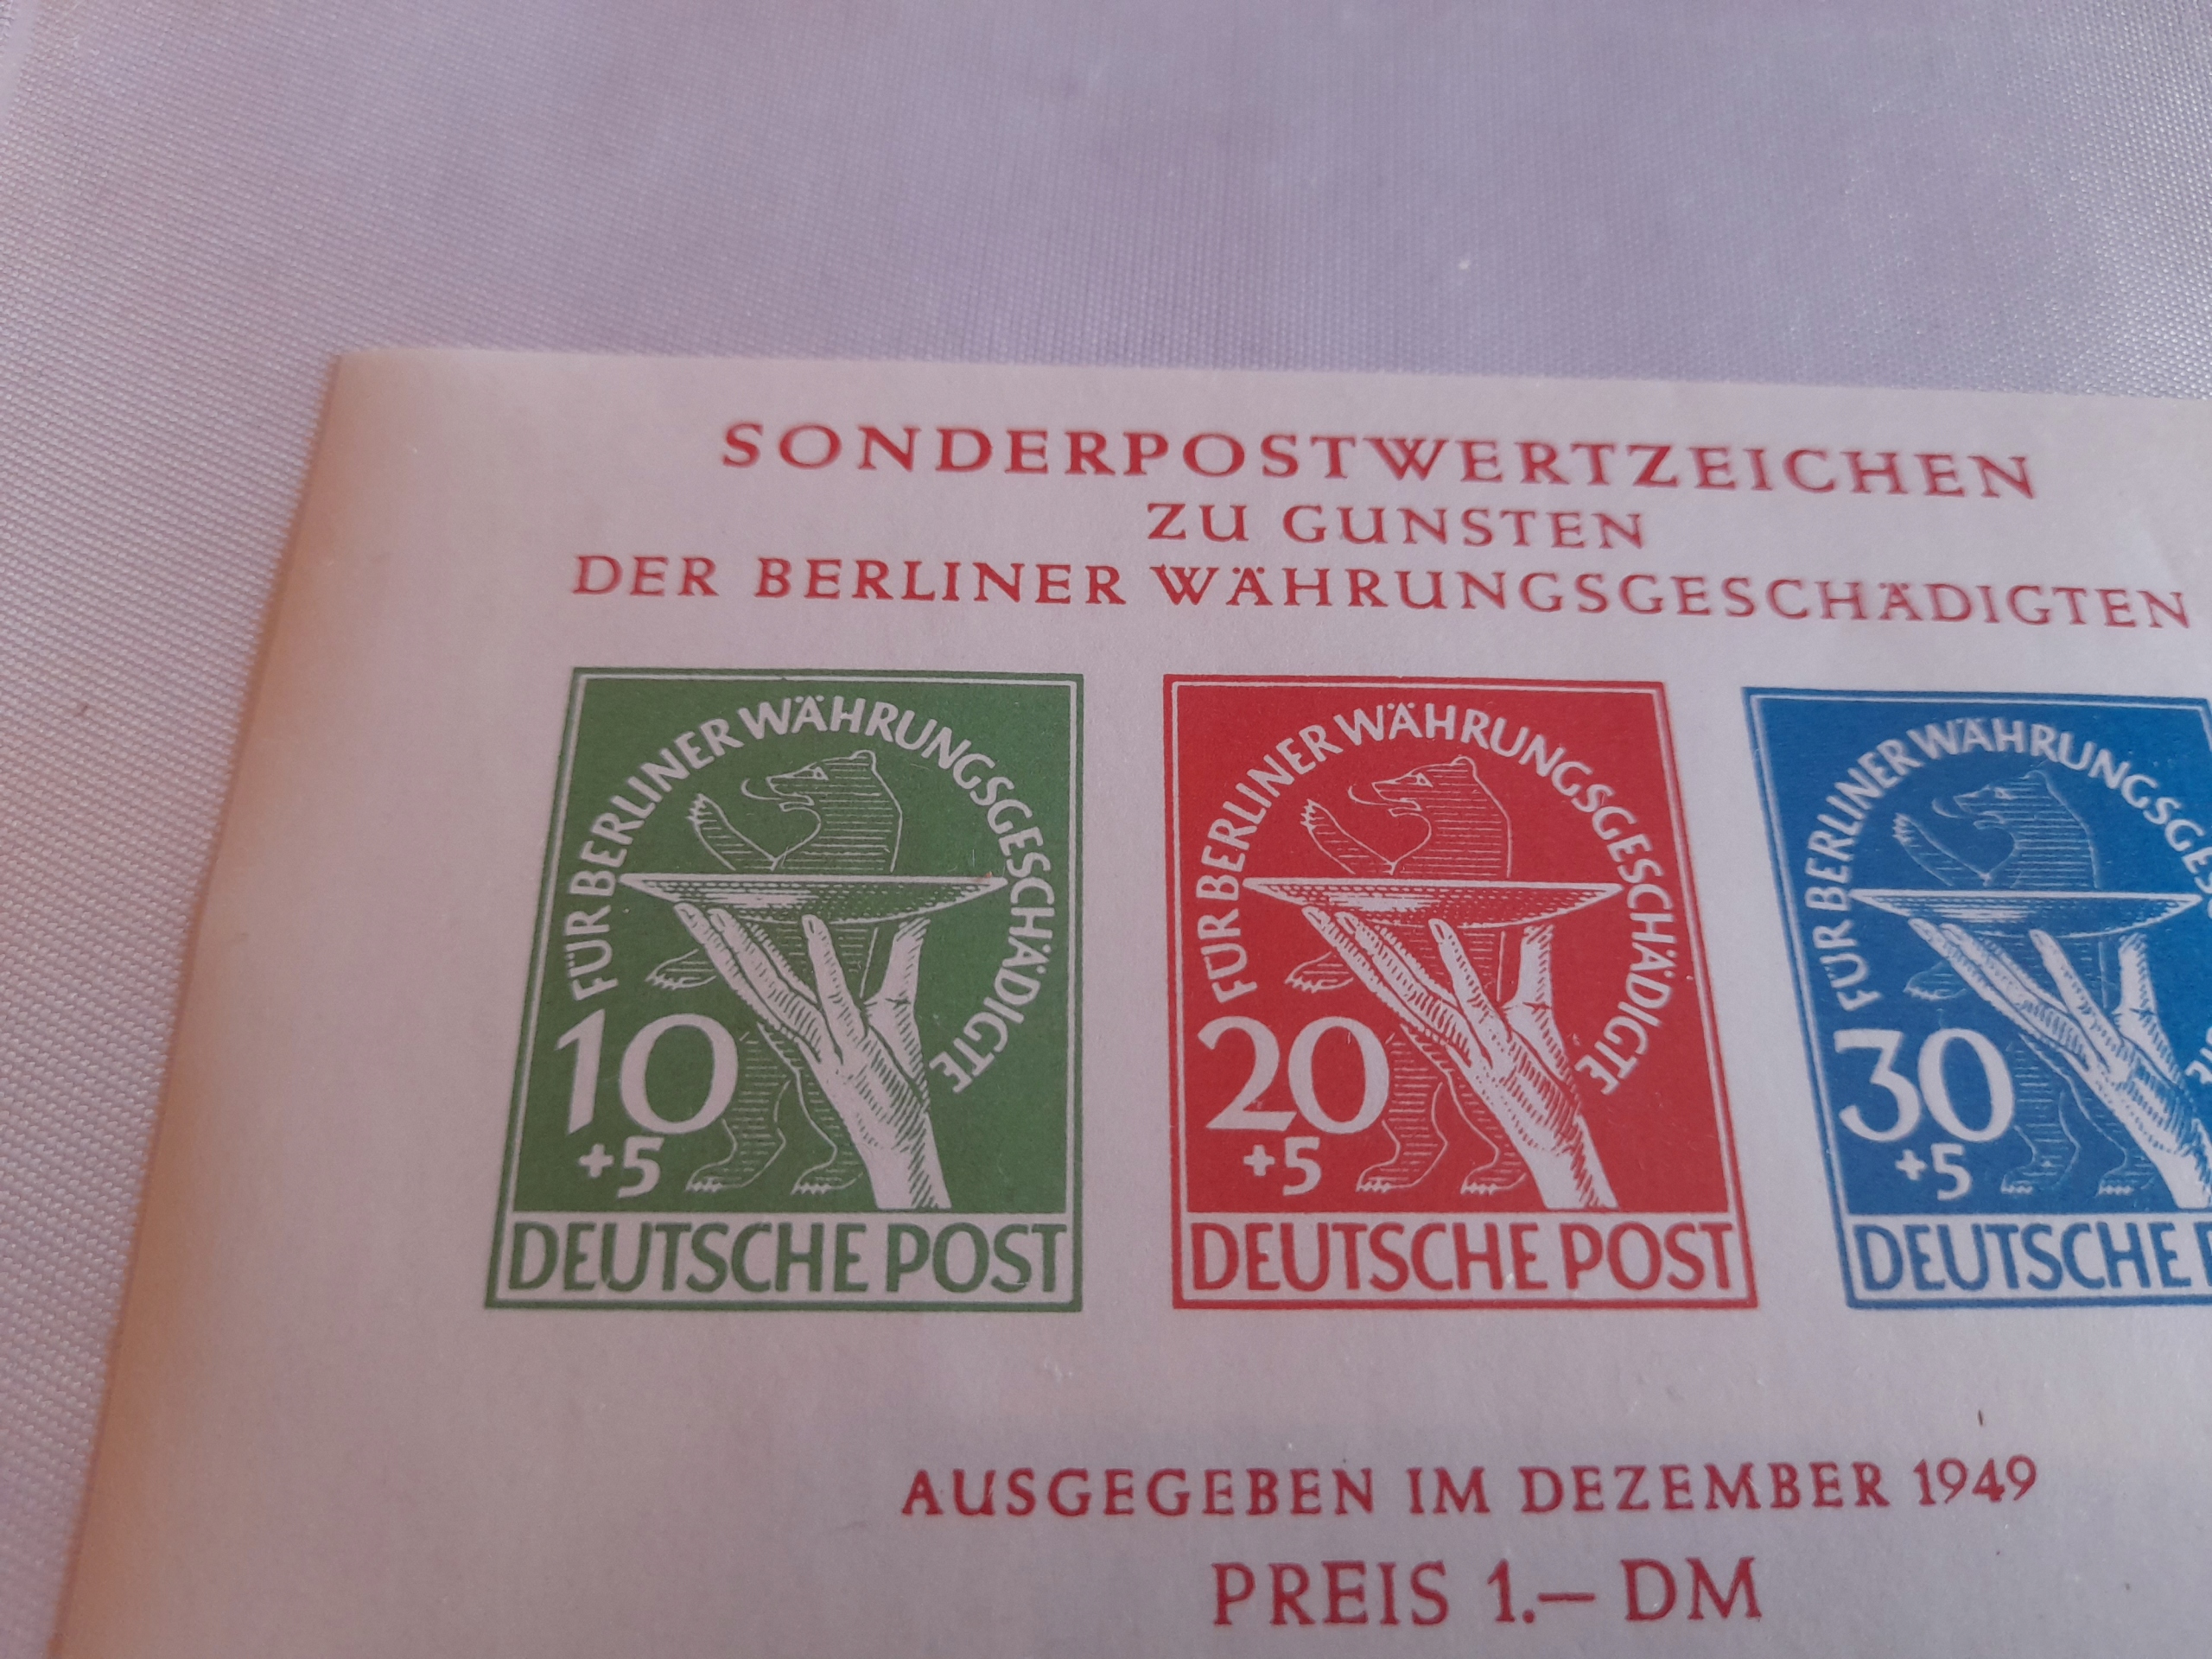 SONDERPOSTWERTZEICHEN
ZU GUNSTEN
DER BERLINER WÄHRUNGSGESCHÄDIGTEN
FÜR BERLINER WÄHRUNGSGESCHÄDIGTE
10
+5
DEUTSCHE POST
FÜR BERLINER WÄHRUNGSGESCHÄDIGTE
20
+5
DEUTSCHE POST
FÜR BERLINER
30
+5
DEUTSCHE
AUSGEGEBEN IM DEZEMBER 1949
PREIS 1.— DM